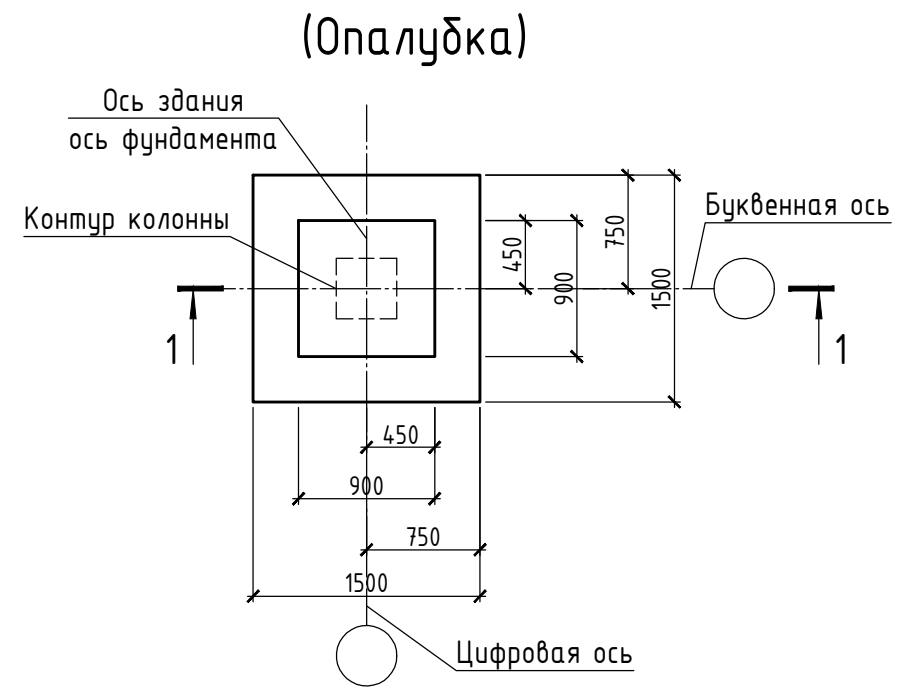 (Опалубка)
Ось здания
ось фундамента
Контур колонны
Буквенная ось
750
450
900
1500
1
1
450
900
750
1500
Цифровая ось